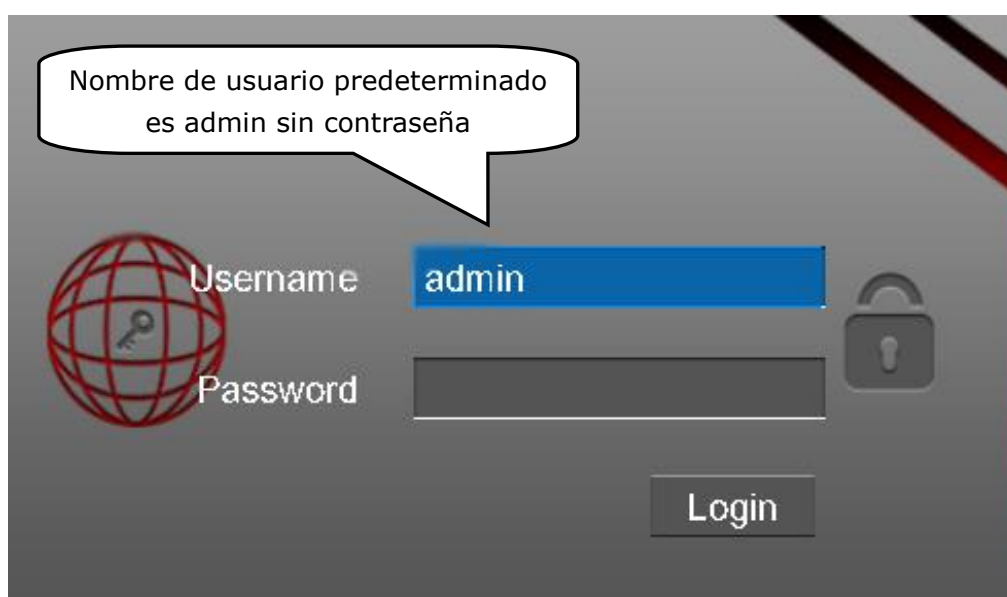 Nombre de usuario predeterminado
es admin sin contraseña
Username admin
Password
Login